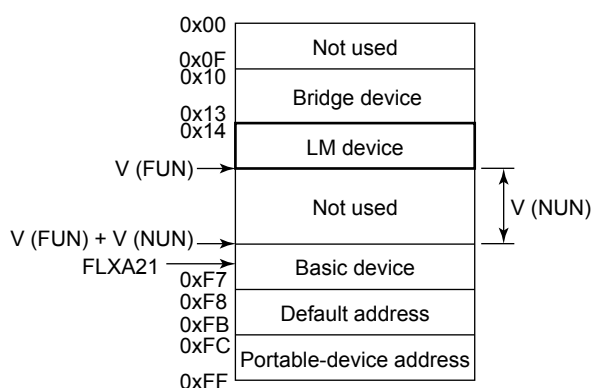 0x00
Not used
0x0F
0x10
Bridge device
0x13
0x14
LM device
V (FUN)
Not used
V (NUN)
V (FUN) + V (NUN)
FLXA21
Basic device
0xF7
0xF8
Default address
0xFB
0xFC
Portable-device address
0xFF